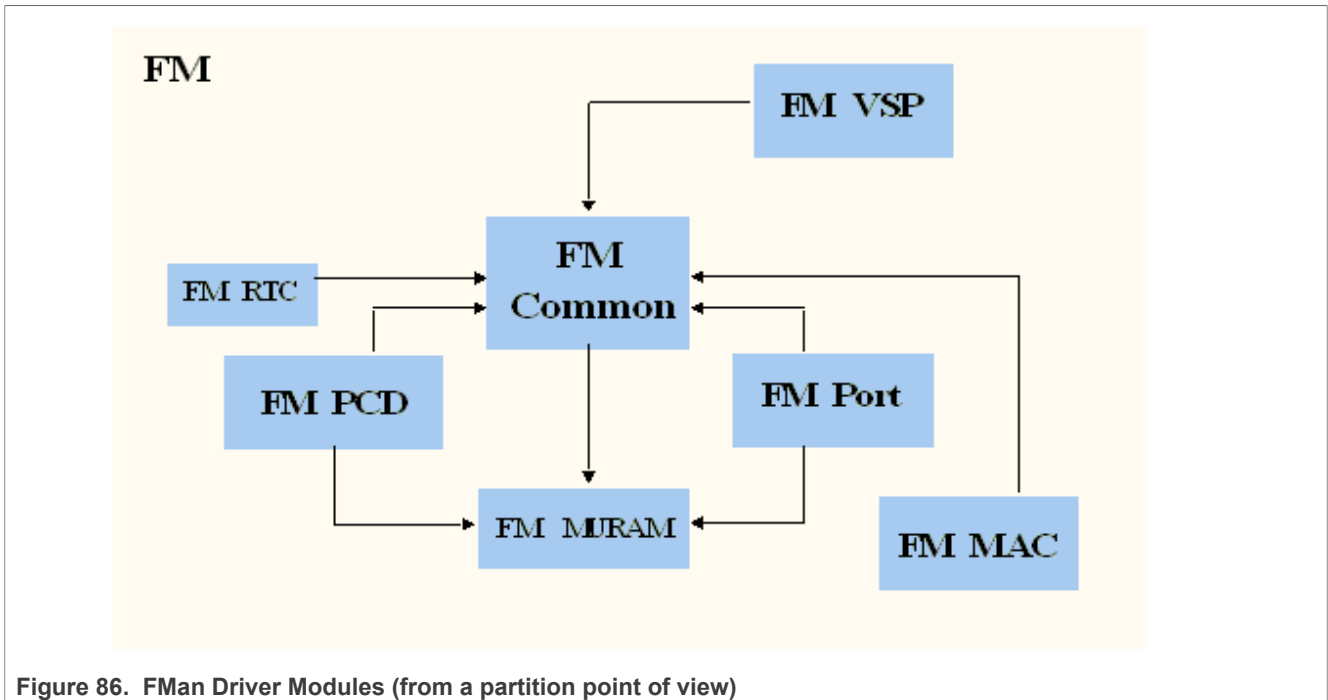 FM
FM VSP
FM
Common
FM RTC
FM PCD
FM Port
FM MURAM
FM MAC
Figure 86. FMan Driver Modules (from a partition point of view)